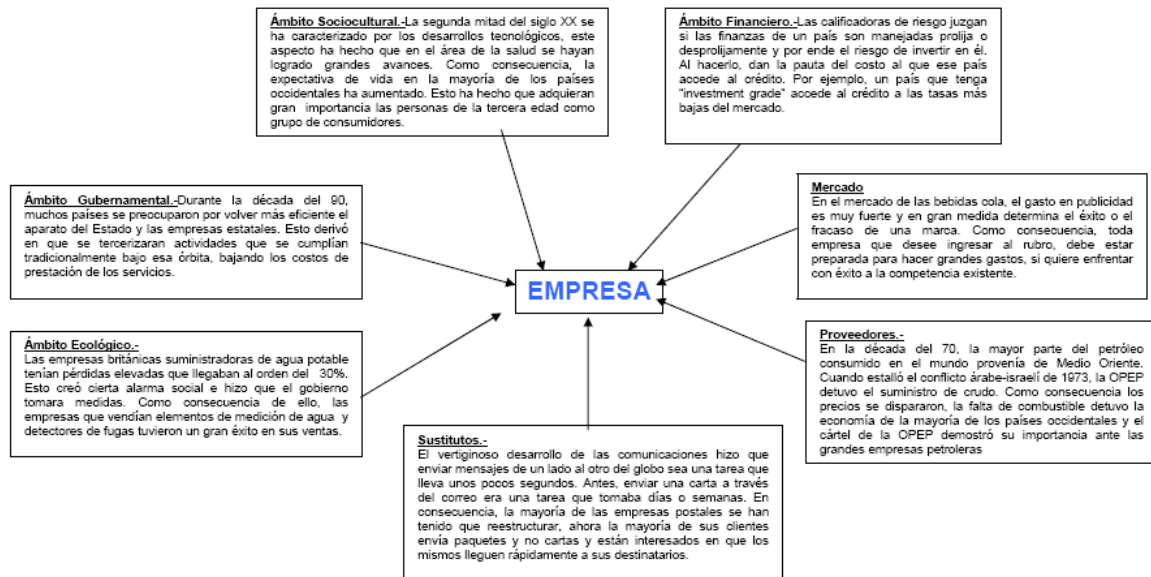 Ámbito Sociocultural.-La segunda mitad del siglo XX se
ha caracterizado por los desarrollos tecnológicos, este
aspecto ha hecho que en el área de la salud se hayan
logrado grandes avances. Como consecuencia, la
expectativa de vida en la mayoría de los países
occidentales ha aumentado. Esto ha hecho que adquieran
gran importancia las personas de la tercera edad como
grupo de consumidores.
Ámbito Financiero.-Las calificadoras de riesgo juzgan
si las finanzas de un país son manejadas prolija o
desprolijamente y por ende el riesgo de invertir en él.
Al hacerlo, dan la pauta del costo al que ese país
accede al crédito. Por ejemplo, un país que tenga
"investment grade" accede al crédito a las tasas más
bajas del mercado.
Ámbito Gubernamental.-Durante la década del 90,
muchos países se preocuparon por volver más eficiente el
aparato del Estado y las empresas estatales. Esto derivó
en que se tercerizaran actividades que se cumplían
tradicionalmente bajo esa órbita, bajando los costos de
prestación de los servicios.
Mercado
En el mercado de las bebidas cola, el gasto en publicidad
es muy fuerte y en gran medida determina el éxito o el
fracaso de una marca. Como consecuencia, toda
empresa que desee ingresar al rubro, debe estar
preparada para hacer grandes gastos, si quiere enfrentar
con éxito a la competencia existente.
EMPRESA
Ámbito Ecológico.-
Las empresas británicas suministradoras de agua potable
tenían pérdidas elevadas que llegaban al orden del 30%.
Esto creó cierta alarma social e hizo que el gobierno
tomara medidas. Como consecuencia de ello, las
empresas que vendían elementos de medición de agua y
detectores de fugas tuvieron un gran éxito en sus ventas.
Proveedores.-
En la década del 70, la mayor parte del petróleo
consumido en el mundo provenía de Medio Oriente.
Cuando estalló el conflicto árabe-israelí de 1973, la OPEP
detuvo el suministro de crudo. Como consecuencia los
precios se dispararon, la falta de combustible detuvo la
economía de la mayoría de los países occidentales y el
cártel de la OPEP demostró su importancia ante las
grandes empresas petroleras
Sustitutos.-
El vertiginoso desarrollo de las comunicaciones hizo que
enviar mensajes de un lado al otro del globo sea una tarea que
lleva unos pocos segundos. Antes, enviar una carta a través
del correo era una tarea que tomaba días o semanas. En
consecuencia, la mayoría de las empresas postales se han
tenido que reestructurar, ahora la mayoría de sus clientes
envía paquetes y no cartas y están interesados en que los
mismos lleguen rápidamente a sus destinatarios.